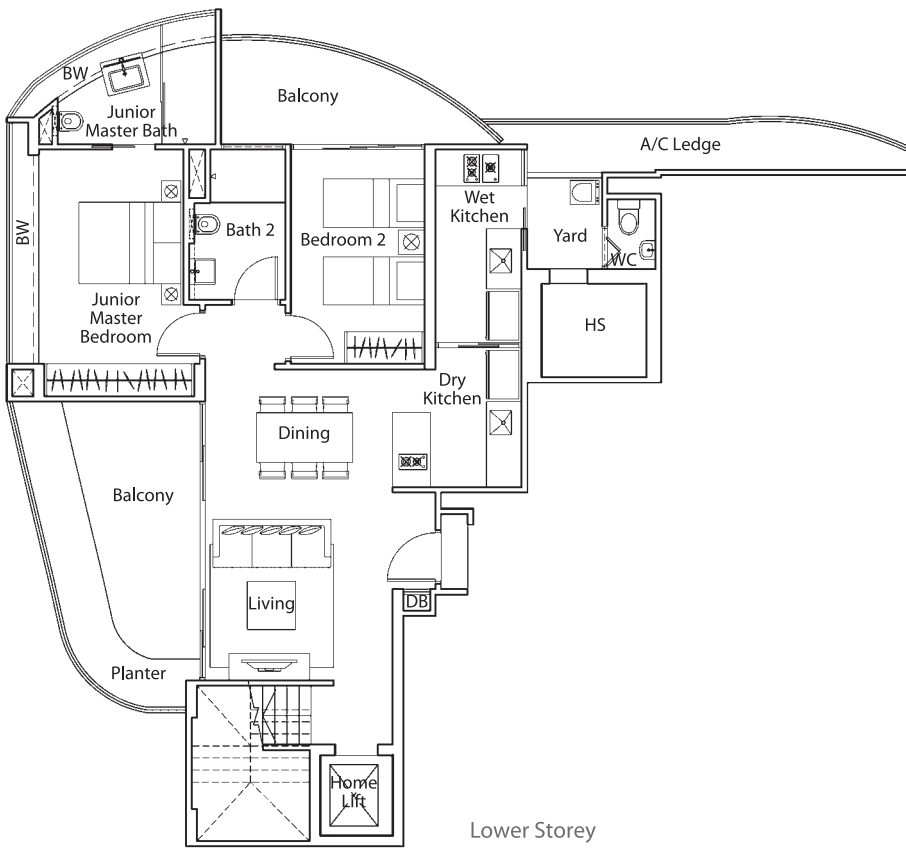 BW
Balcony
Junior
Master Bath
A/C Ledge
Wet
Kitchen
BW
Bath 2
Bedroom 2
Yard
WC
Junior
Master
Bedroom
HS
Dry
Kitchen
Dining
Balcony
Living
DB
Planter
Home
Lift
Lower Storey